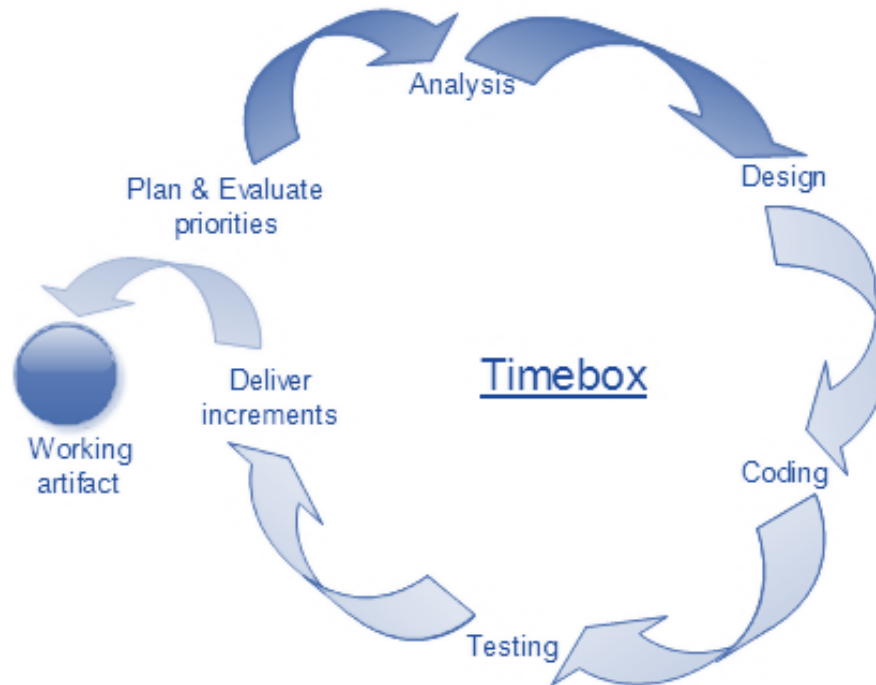 Analysis
Plan & Evaluate
priorities
Design
Timebox
Deliver
increments
Working
artifact
Coding
Testing